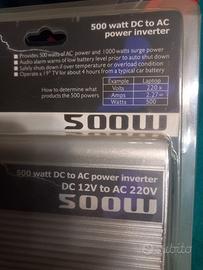 500 watt DC to AC
power inverter
• Provides 500 watts of AC power and 1000 watts surge power
• Audio alarm warns of low battery level prior to auto shut down
• Safely shuts down if over temperature or overload condition
• Operate a 19" TV for about 4 hours from a typical car battery
How to determine
what products
the 500 powers
Example Laptop
Volts 220 x
Amps 2.27 =
Watts 500
500W
500 watt DC to AC power inverter
DC 12V to AC 220V
500W
Subito